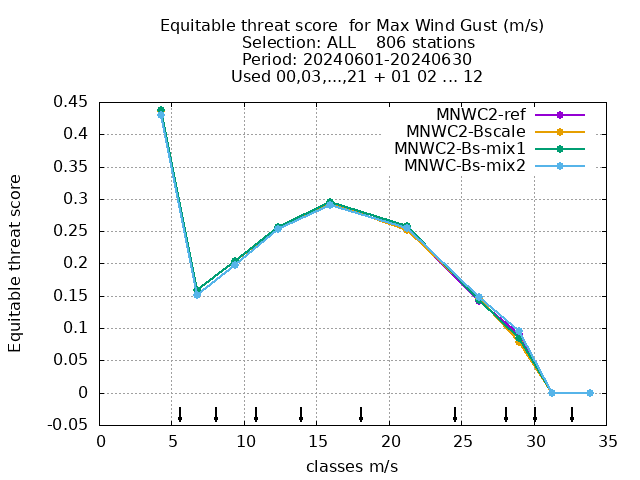 Equitable threat score  for Max Wind Gust (m/s)
Selection: ALL    806 stations
Period: 20240601-20240630
Used 00,03,...,21 + 01 02 ... 12
MNWC2-ref
MNWC2-Bscale
MNWC2-Bs-mix1
MNWC-Bs-mix2
Equitable threat score
0.45
0.4
0.35
0.3
0.25
0.2
0.15
0.1
0.05
0
-0.05
0 5 10 15 20 25 30 35
classes m/s